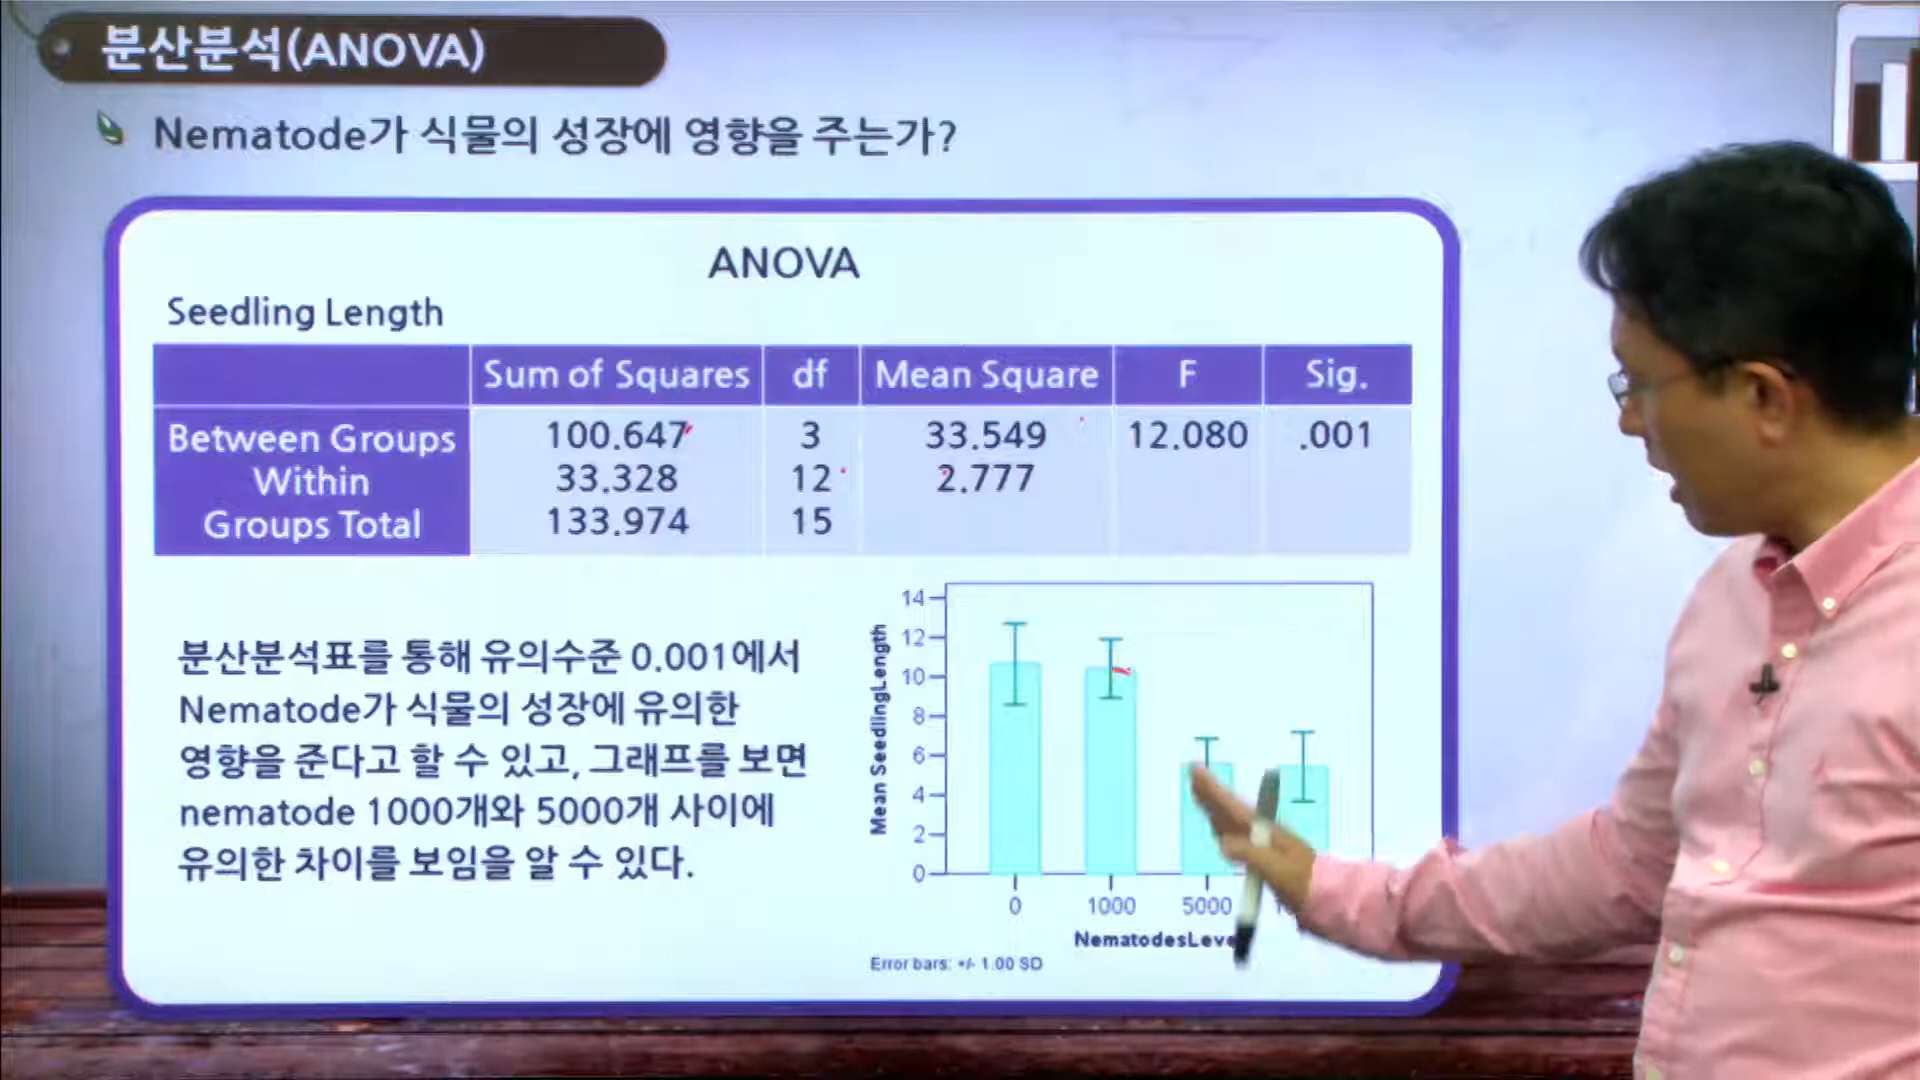 분산분석(ANOVA)
Nematode가 식물의 성장에 영향을 주는가?
ANOVA
Seedling Length
Sum of Squares df Mean Square F Sig.
Between Groups 100.647 3 33.549 12.080 .001
Within 33.328 12 2.777
Groups Total 133.974 15
분산분석표를 통해 유의수준 0.001에서
Nematode가 식물의 성장에 유의한
영향을 준다고 할 수 있고, 그래프를 보면
nematode 1000개와 5000개 사이에
유의한 차이를 보임을 알 수 있다.
Mean SeedlingLength
14
12
10
8
6
4
2
0
0 1000 5000
Error bars: +/- 1.00 SD